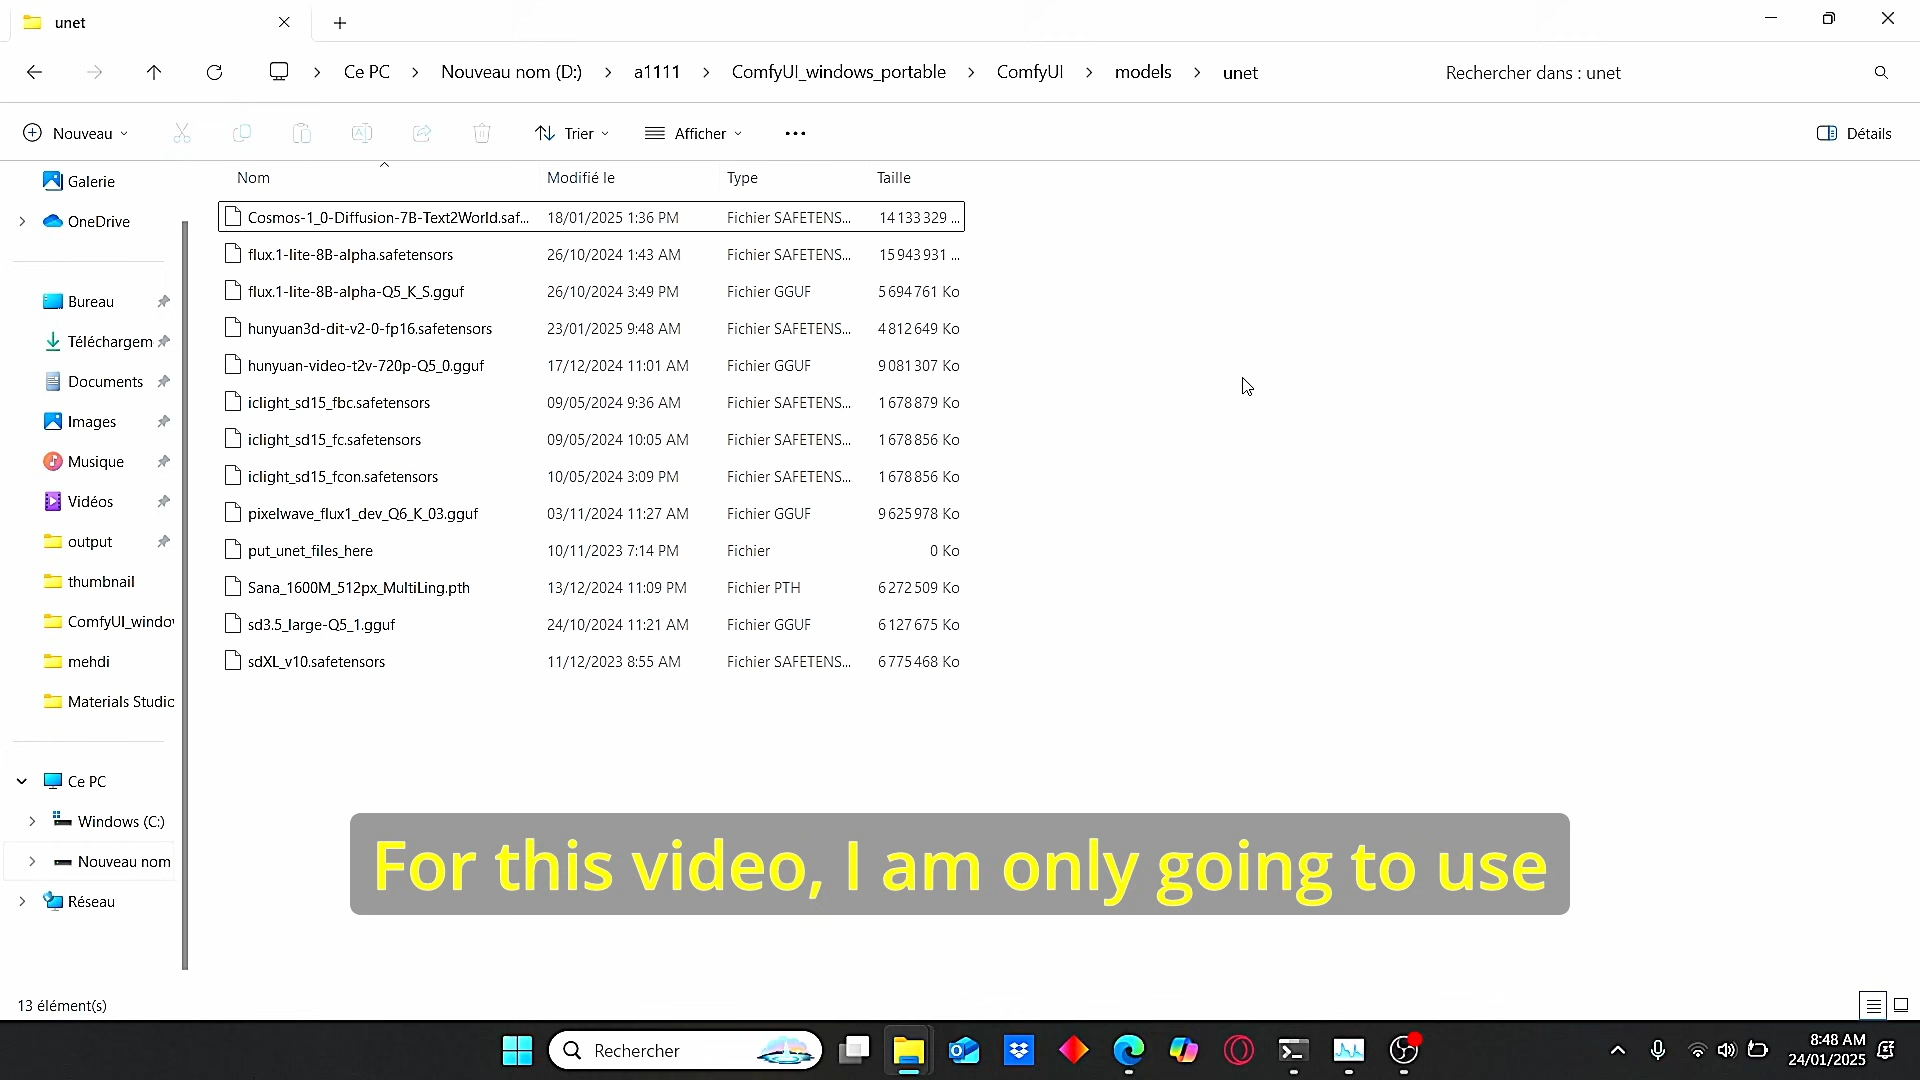 unet
Ce PC > Nouveau nom (D:) > a1111 > ComfyUI_windows_portable > ComfyUI > models > unet
Rechercher dans : unet
Nouveau
Trier
Afficher
Détails
Galerie
OneDrive
Bureau
Téléchargem
Documents
Images
Musique
Vidéos
output
thumbnail
ComfyUI_windov
mehdi
Materials Studic
Ce PC
Windows (C:)
Nouveau nom
Réseau
Nom Modifié le Type Taille
Cosmos-1_0-Diffusion-7B-Text2World.saf... 18/01/2025 1:36 PM Fichier SAFETENS... 14 133 329 ...
flux.1-lite-8B-alpha.safetensors 26/10/2024 1:43 AM Fichier SAFETENS... 15 943 931 ...
flux.1-lite-8B-alpha-Q5_K_S.gguf 26/10/2024 3:49 PM Fichier GGUF 5 694 761 Ko
hunyuan3d-dit-v2-0-fp16.safetensors 23/01/2025 9:48 AM Fichier SAFETENS... 4 812 649 Ko
hunyuan-video-t2v-720p-Q5_0.gguf 17/12/2024 11:01 AM Fichier GGUF 9 081 307 Ko
iclight_sd15_fbc.safetensors 09/05/2024 9:36 AM Fichier SAFETENS... 1 678 879 Ko
iclight_sd15_fc.safetensors 09/05/2024 10:05 AM Fichier SAFETENS... 1 678 856 Ko
iclight_sd15_fcon.safetensors 10/05/2024 3:09 PM Fichier SAFETENS... 1 678 856 Ko
pixelwave_flux1_dev_Q6_K_03.gguf 03/11/2024 11:27 AM Fichier GGUF 9 625 978 Ko
put_unet_files_here 10/11/2023 7:14 PM Fichier 0 Ko
Sana_1600M_512px_MultiLing.pth 13/12/2024 11:09 PM Fichier PTH 6 272 509 Ko
sd3.5_large-Q5_1.gguf 24/10/2024 11:21 AM Fichier GGUF 6 127 675 Ko
sdXL_v10.safetensors 11/12/2023 8:55 AM Fichier SAFETENS... 6 775 468 Ko
For this video, I am only going to use
13 élément(s)
Rechercher
8:48 AM
24/01/2025